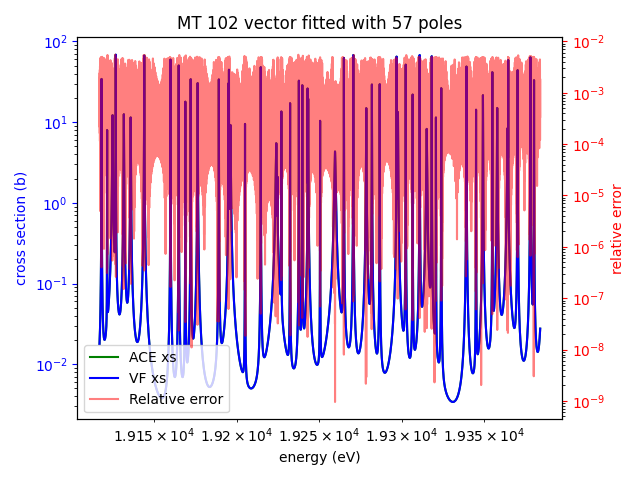 MT 102 vector fitted with 57 poles
10² 10⁻²
10¹ 10⁻³
10⁰ 10⁻⁴
10⁻¹ 10⁻⁵
10⁻² 10⁻⁶
10⁻⁷
10⁻⁸
10⁻⁹
cross section (b)
relative error
ACE xs
VF xs
Relative error
1.915 × 10⁴ 1.92 × 10⁴ 1.925 × 10⁴ 1.93 × 10⁴ 1.935 × 10⁴
energy (eV)